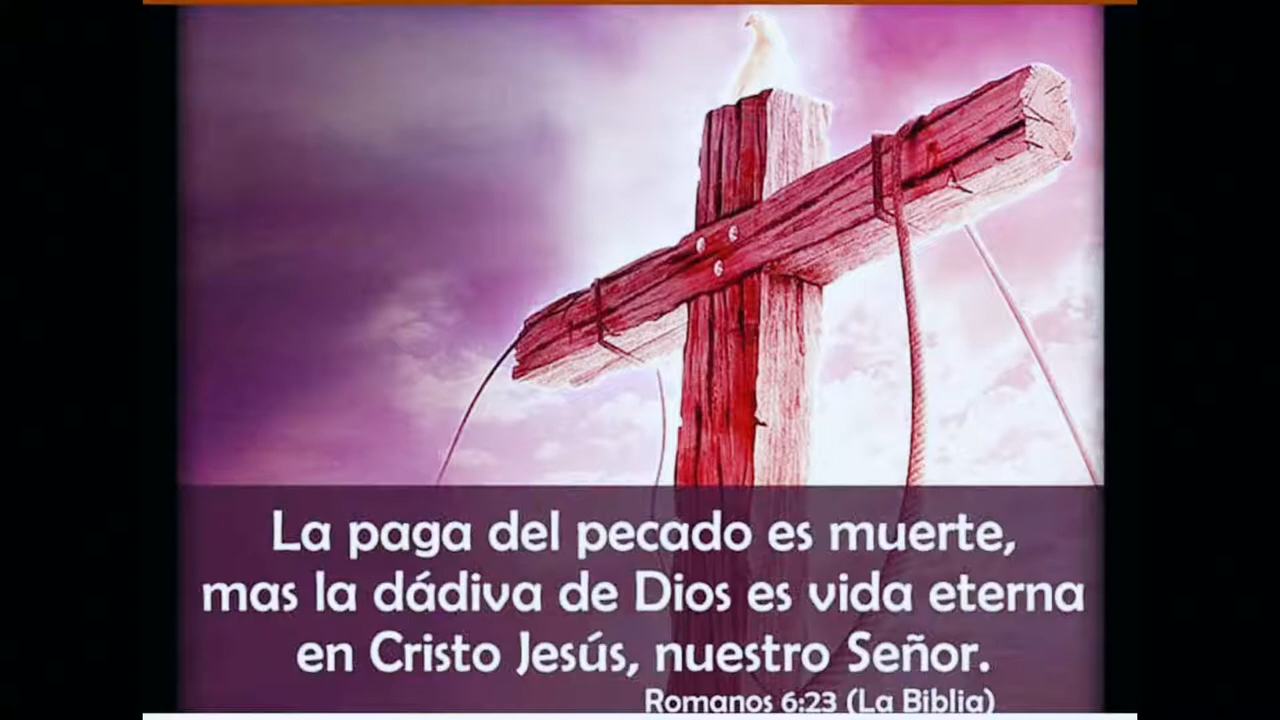 La paga del pecado es muerte,
mas la dádiva de Dios es vida eterna
en Cristo Jesús, nuestro Señor.
Romanos 6:23 (La Biblia)